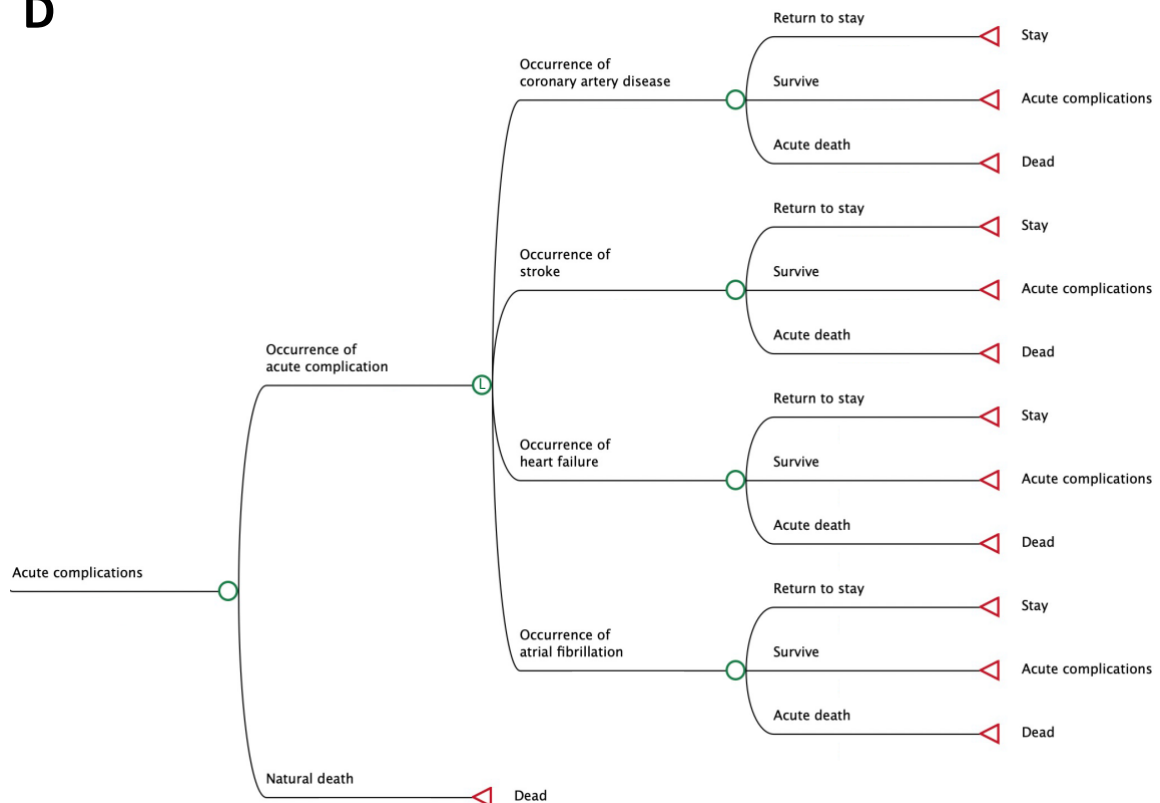 D
Return to stay
Stay
Occurrence of
coronary artery disease
Survive
Acute complications
Acute death
Dead
Return to stay
Stay
Occurrence of
stroke
Survive
Acute complications
Acute death
Dead
Occurrence of
acute complication
L
Return to stay
Stay
Occurrence of
heart failure
Survive
Acute complications
Acute death
Dead
Acute complications
Return to stay
Stay
Occurrence of
atrial fibrillation
Survive
Acute complications
Acute death
Dead
Natural death
Dead